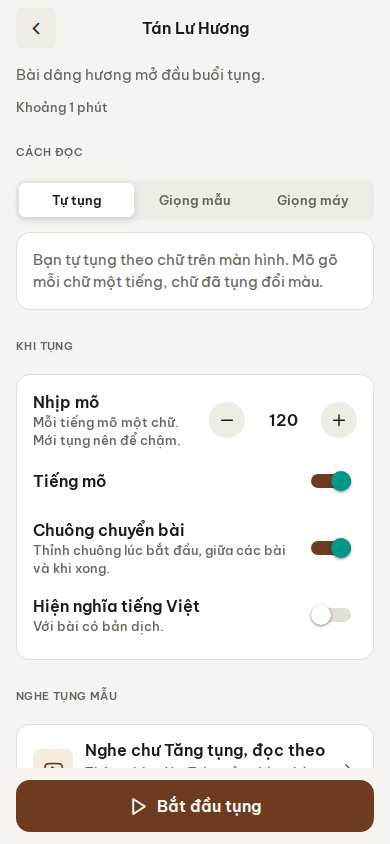 Tán Lư Hương
Bài dâng hương mở đầu buổi tụng.
Khoảng 1 phút
CÁCH ĐỌC
Tự tụng
Giọng mẫu
Giọng máy
Bạn tự tụng theo chữ trên màn hình. Mõ gõ
mỗi chữ một tiếng, chữ đã tụng đổi màu.
KHI TỤNG
Nhịp mõ
Mỗi tiếng mõ một chữ.
Mới tụng nên để chậm.
120
Tiếng mõ
Chuông chuyển bài
Thỉnh chuông lúc bắt đầu, giữa các bài
và khi xong.
Hiện nghĩa tiếng Việt
Với bài có bản dịch.
NGHE TỤNG MẪU
Nghe chư Tăng tụng, đọc theo
Bắt đầu tụng